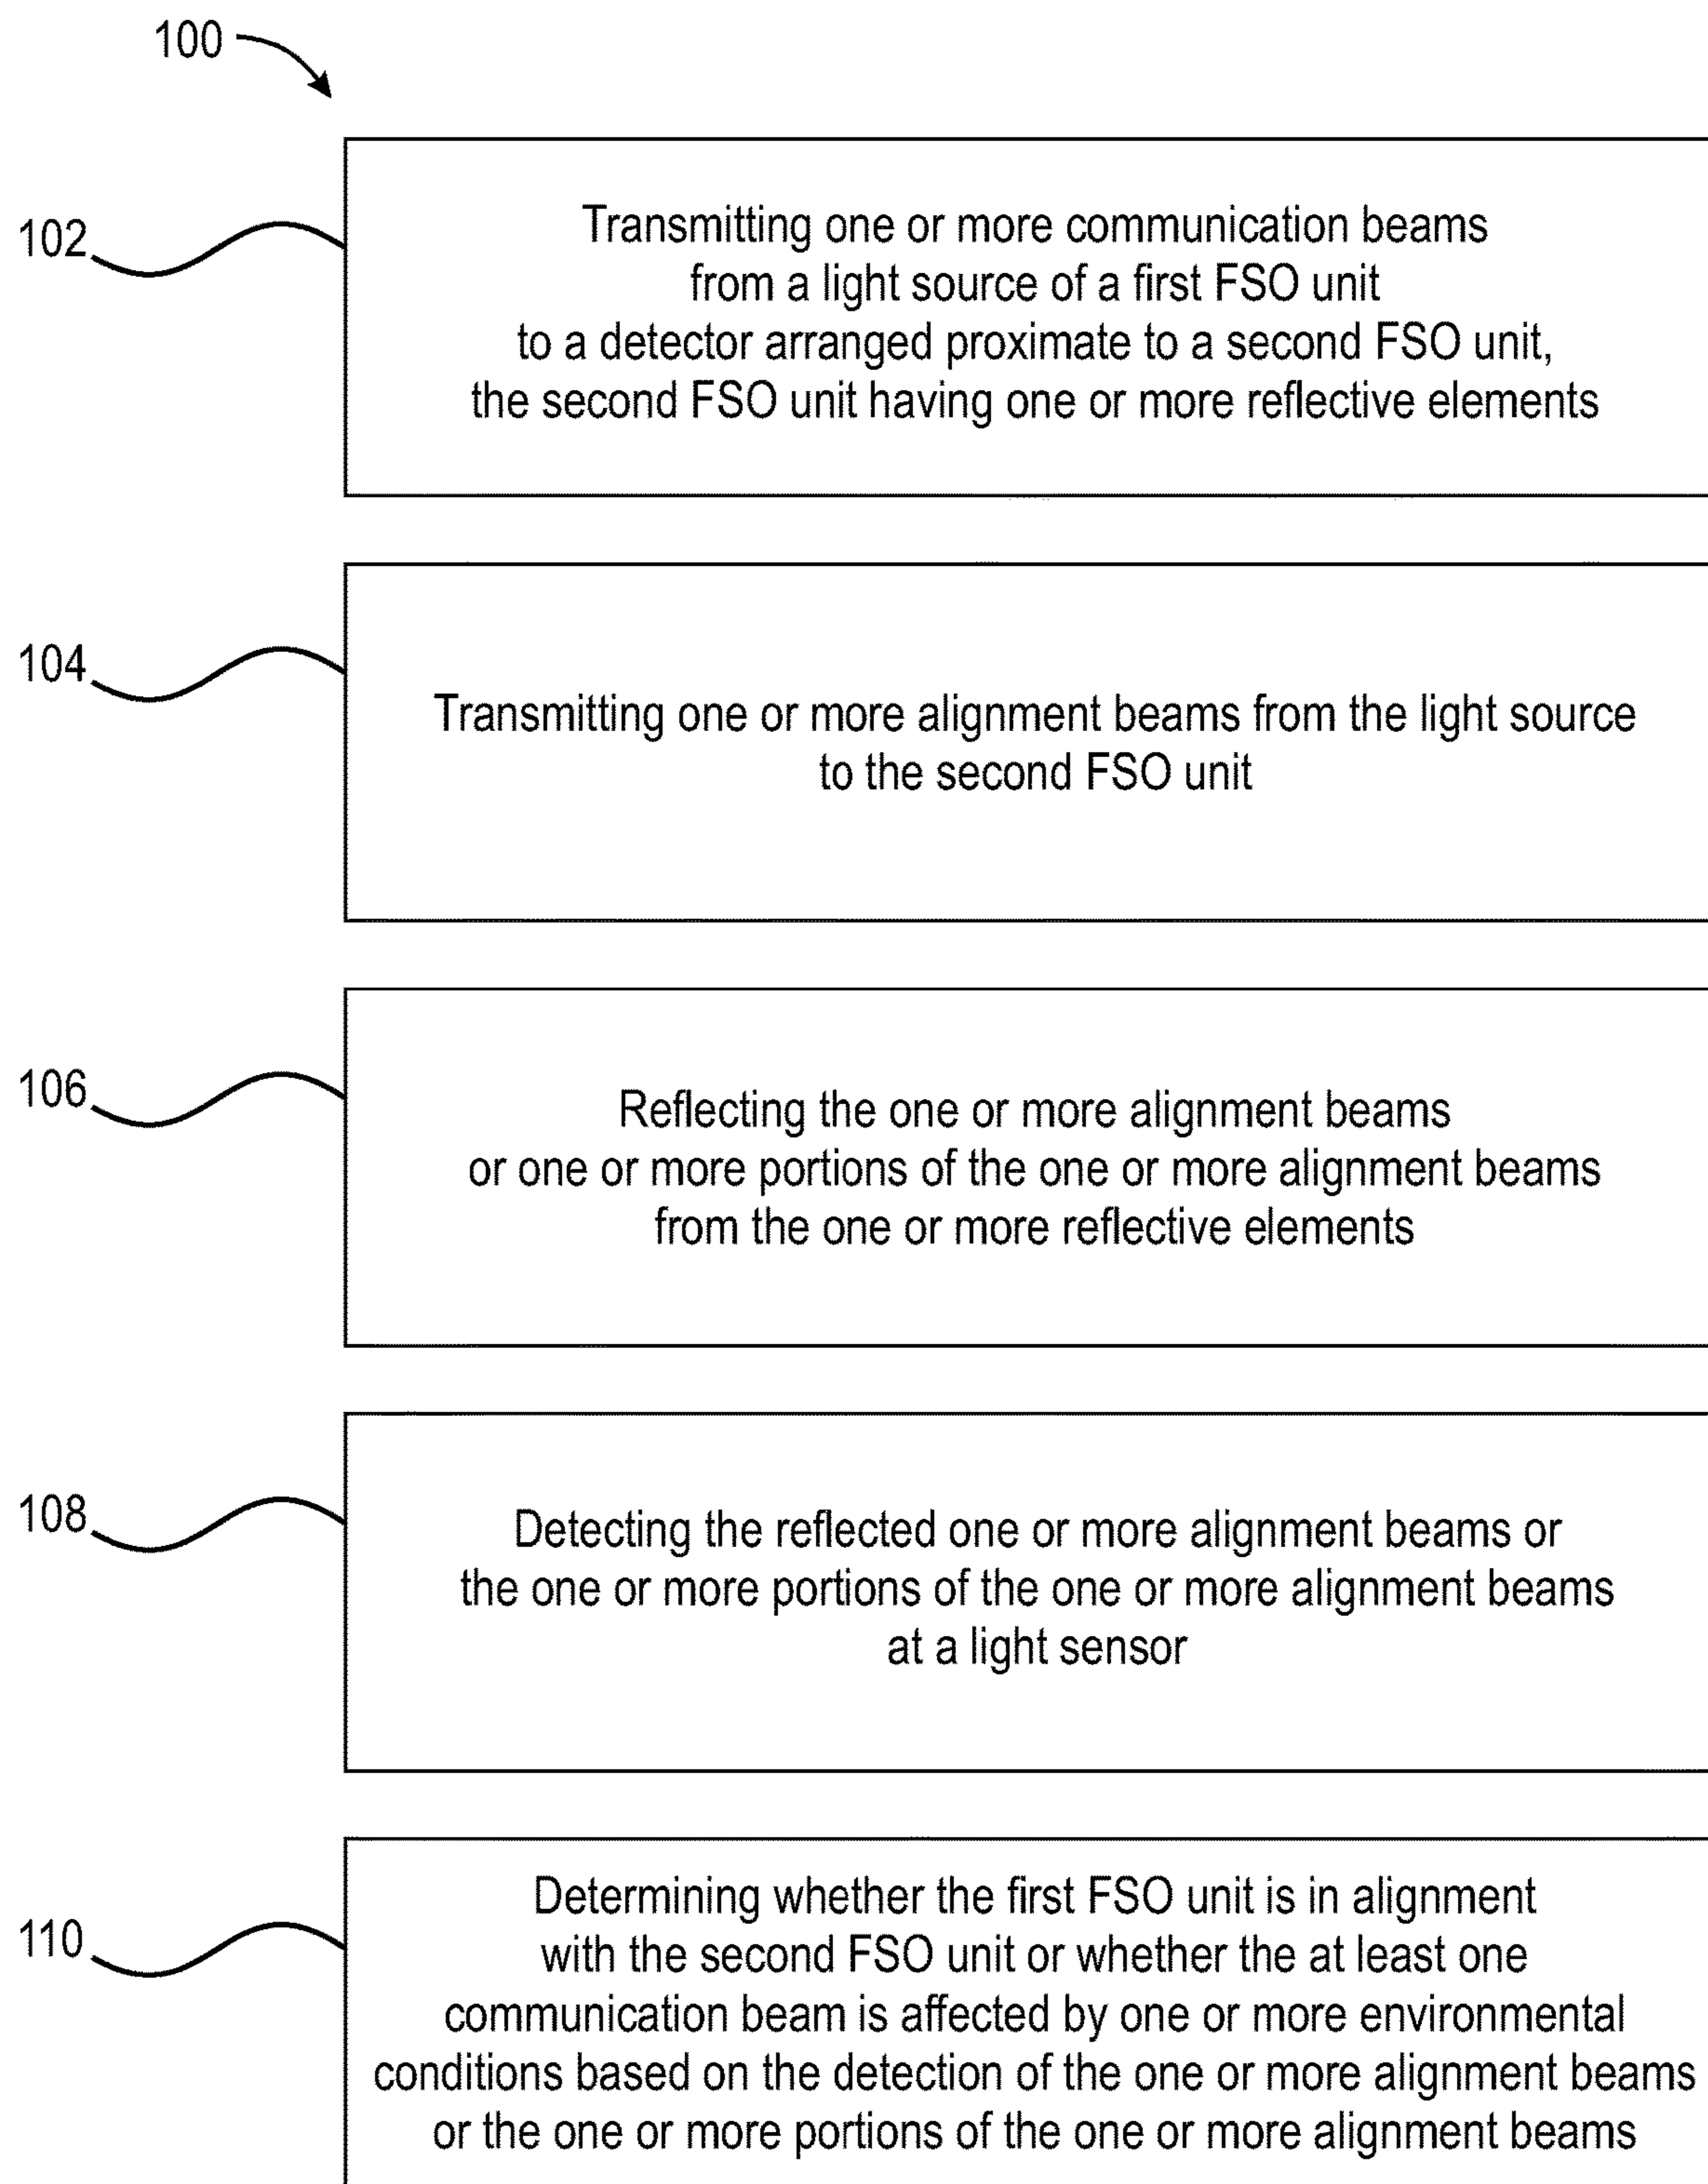 100
102
Transmitting one or more communication beams
from a light source of a first FSO unit
to a detector arranged proximate to a second FSO unit,
the second FSO unit having one or more reflective elements
104
Transmitting one or more alignment beams from the light source
to the second FSO unit
106
Reflecting the one or more alignment beams
or one or more portions of the one or more alignment beams
from the one or more reflective elements
108
Detecting the reflected one or more alignment beams or
the one or more portions of the one or more alignment beams
at a light sensor
110
Determining whether the first FSO unit is in alignment
with the second FSO unit or whether the at least one
communication beam is affected by one or more environmental
conditions based on the detection of the one or more alignment beams
or the one or more portions of the one or more alignment beams